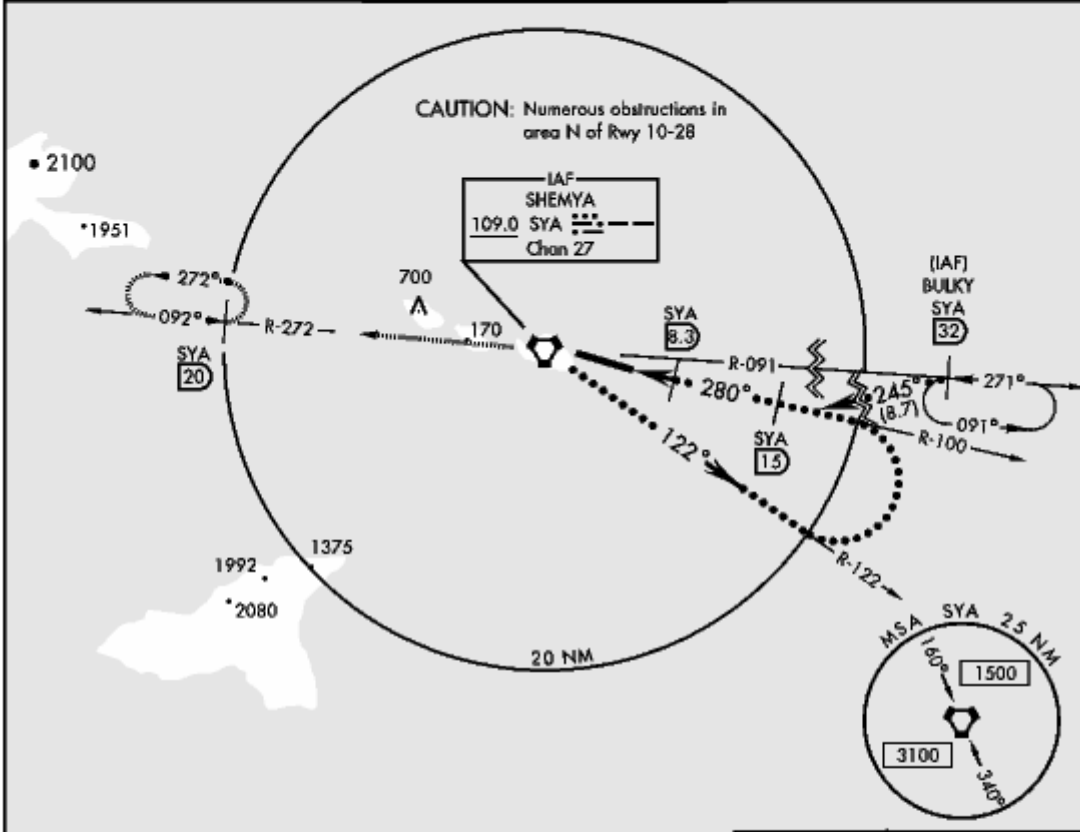 CAUTION: Numerous obstructions in
area N of Rwy 10-28
2100
1951
IAF
SHEMYA
109.0 SYA
Chan 27
272°
092°
R-272
SYA
20
700
170
SYA
8.3
(IAF)
BULKY
SYA
32
R-091
271°
091°
280°
245°
(8.7)
R-100
SYA
15
122°
R-122
1375
1992
2080
20 NM
MSA SYA 25 NM
160°
1500
3100
340°